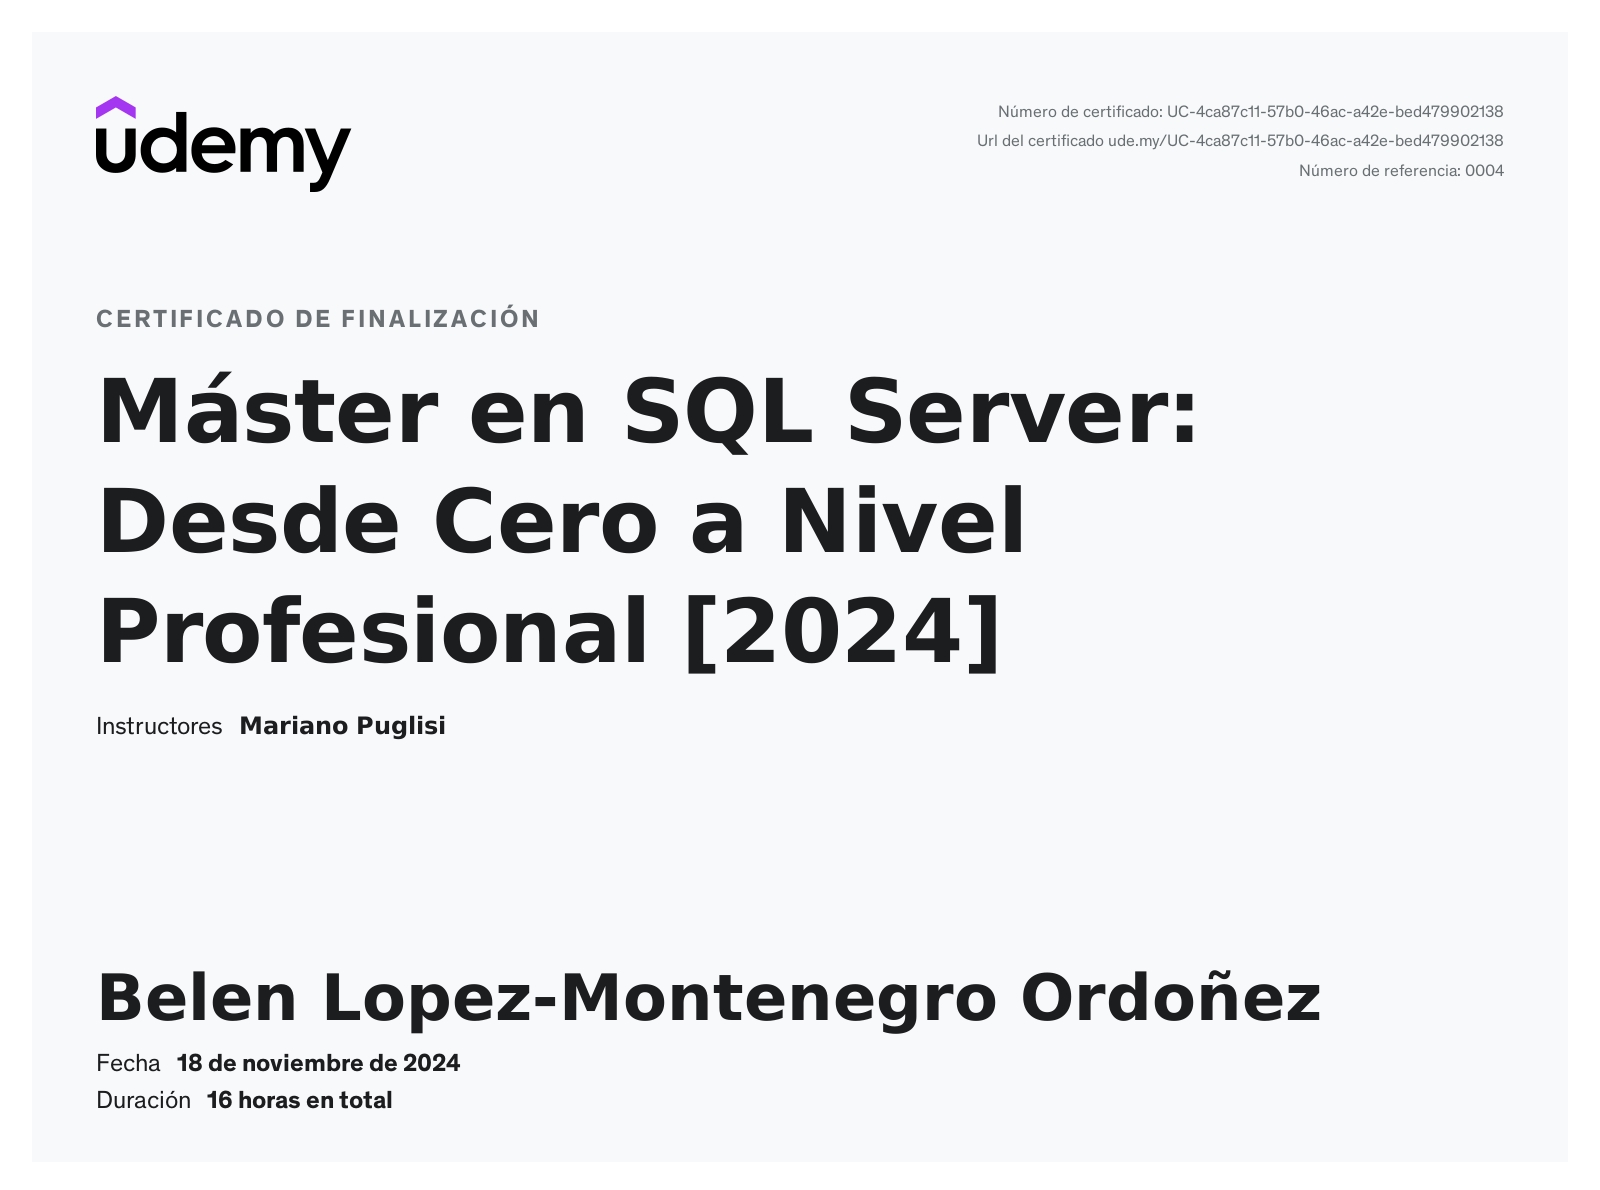 udemy
Número de certificado: UC-4ca87c11-57b0-46ac-a42e-bed479902138
Url del certificado ude.my/UC-4ca87c11-57b0-46ac-a42e-bed479902138
Número de referencia: 0004
CERTIFICADO DE FINALIZACIÓN
Máster en SQL Server:
Desde Cero a Nivel
Profesional [2024]
Instructores Mariano Puglisi
Belen Lopez-Montenegro Ordoñez
Fecha 18 de noviembre de 2024
Duración 16 horas en total